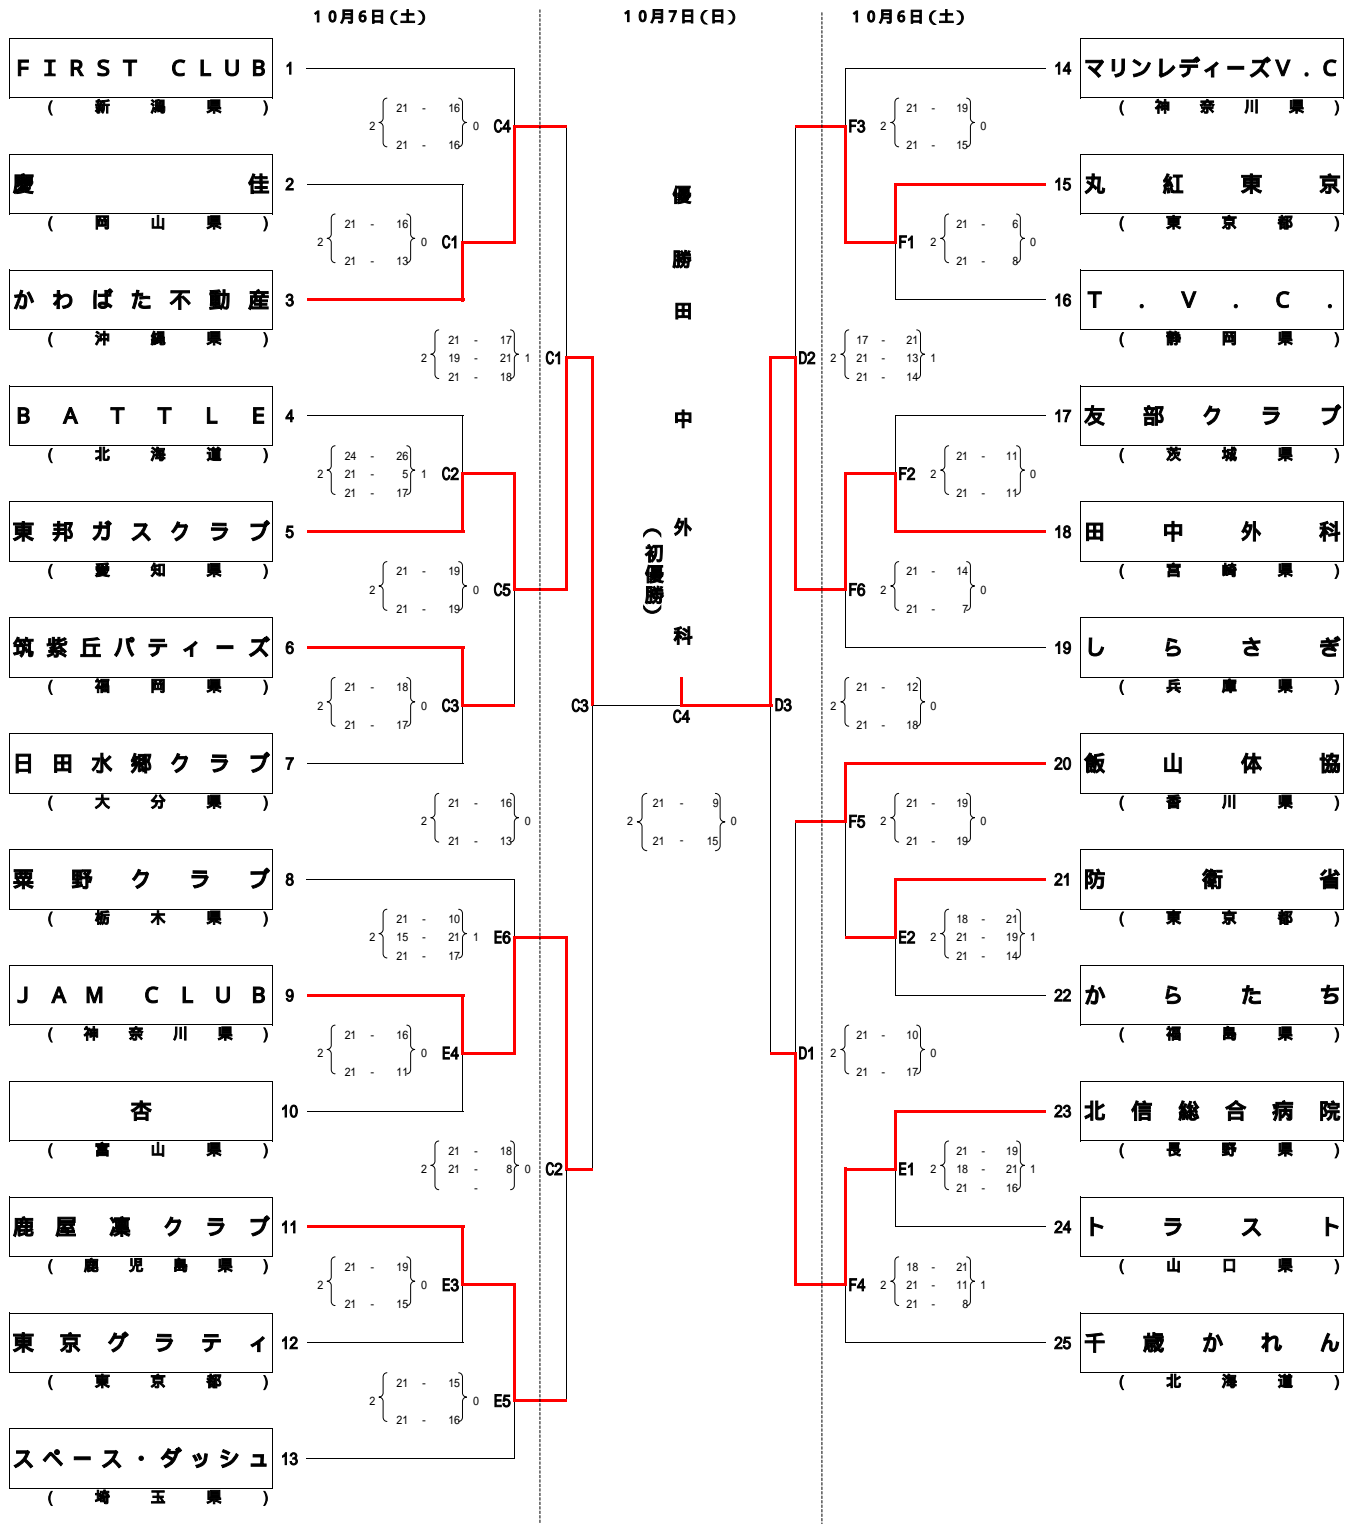 10月6日(土)
10月7日(日)
10月6日(土)
FIRST CLUB 1
(新潟県)
2 21 - 16 0 C4
21 - 16
慶佳 2
(岡山県)
2 21 - 16 0 C1
21 - 13
かわばた不動産 3
(沖縄県)
2 21 - 17 1 C1
19 - 21
21 - 18
BATTLE 4
(北海道)
2 24 - 26 1 C2
21 - 5
21 - 17
東邦ガスクラブ 5
(愛知県)
2 21 - 19 0 C5
21 - 19
筑紫丘パティーズ 6
(福岡県)
2 21 - 18 0 C3
21 - 17
日田水郷クラブ 7
(大分県)
2 21 - 16 0 C3
21 - 13
粟野クラブ 8
(栃木県)
2 21 - 10 1 E6
15 - 21
21 - 17
JAM CLUB 9
(神奈川県)
2 21 - 16 0 E4
21 - 11
杏 10
(富山県)
2 21 - 18 0 C2
21 - 8
-
鹿屋凜クラブ 11
(鹿児島県)
2 21 - 19 0 E3
21 - 15
東京グラティ 12
(東京都)
2 21 - 15 0 E5
21 - 16
スペース・ダッシュ 13
(埼玉県)
優勝田中外科
(初優勝)
C4
2 21 - 9 0
21 - 15
14 マリンレディーズV.C
(神奈川県)
F3 2 21 - 19 0
21 - 15
15 丸紅東京
(東京都)
F1 2 21 - 6 0
21 - 8
16 T.V.C.
(静岡県)
D2 2 17 - 21 1
21 - 13
21 - 14
17 友部クラブ
(茨城県)
F2 2 21 - 11 0
21 - 11
18 田中外科
(宮崎県)
F6 2 21 - 14 0
21 - 7
19 しらさぎ
(兵庫県)
D3 2 21 - 12 0
21 - 18
20 飯山体協
(香川県)
F5 2 21 - 19 0
21 - 19
21 防衛省
(東京都)
E2 2 18 - 21 1
21 - 19
21 - 14
22 からたち
(福島県)
D1 2 21 - 10 0
21 - 17
23 北信総合病院
(長野県)
E1 2 21 - 19 1
18 - 21
21 - 16
24 トラスト
(山口県)
F4 2 18 - 21 1
21 - 11
21 - 8
25 千歳かれん
(北海道)